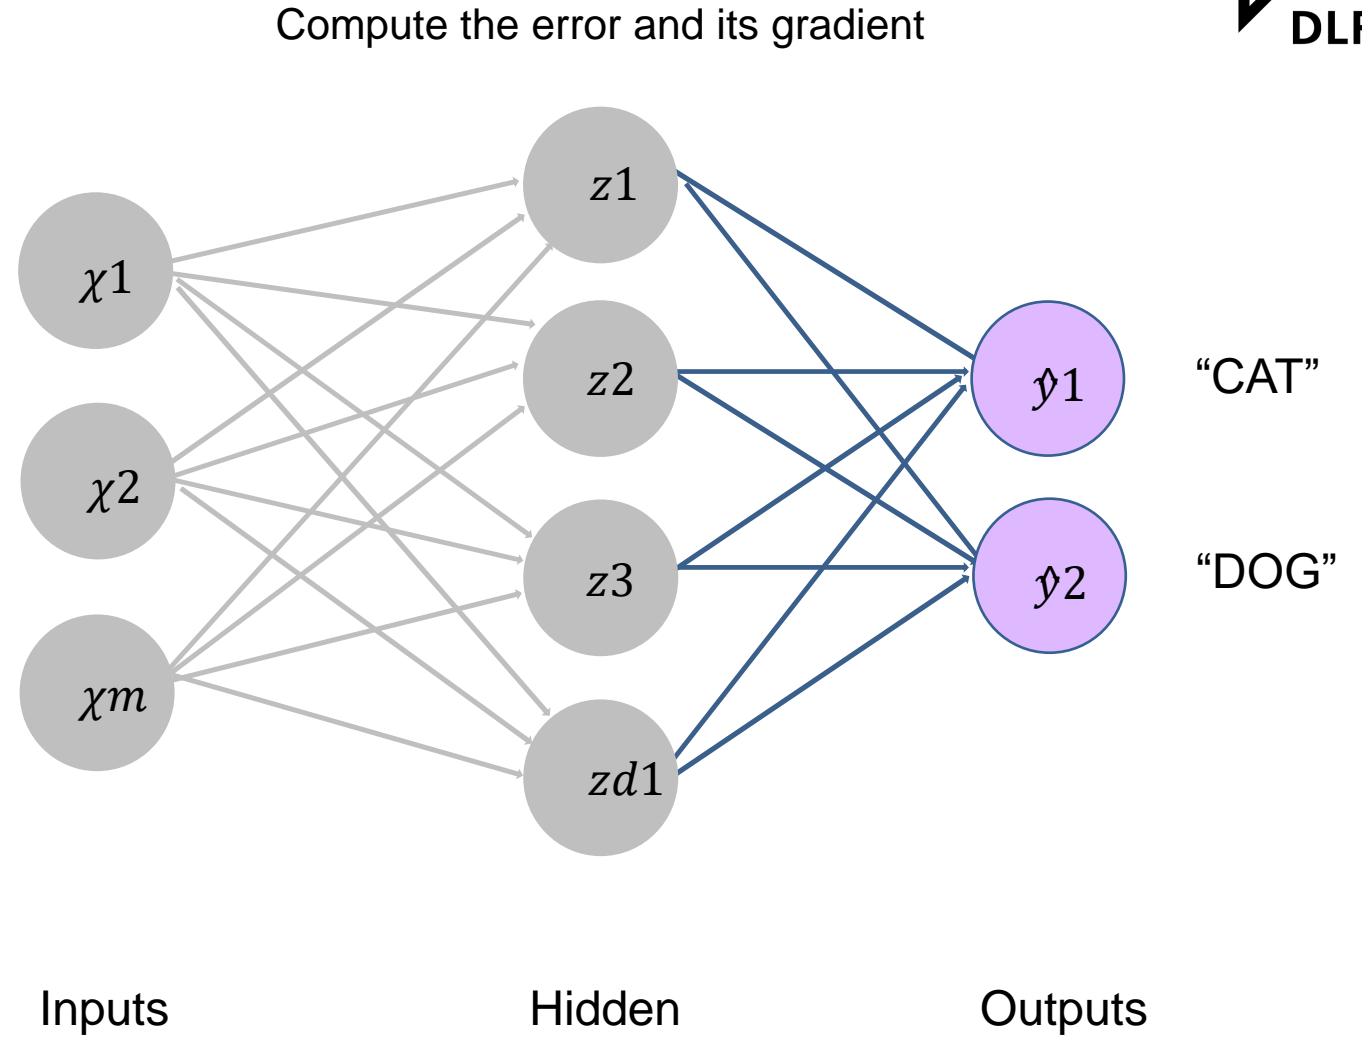 Compute the error and its gradient
DLR
χ1
χ2
χm
z1
z2
z3
zd1
ŷ1
ŷ2
“CAT”
“DOG”
Inputs
Hidden
Outputs